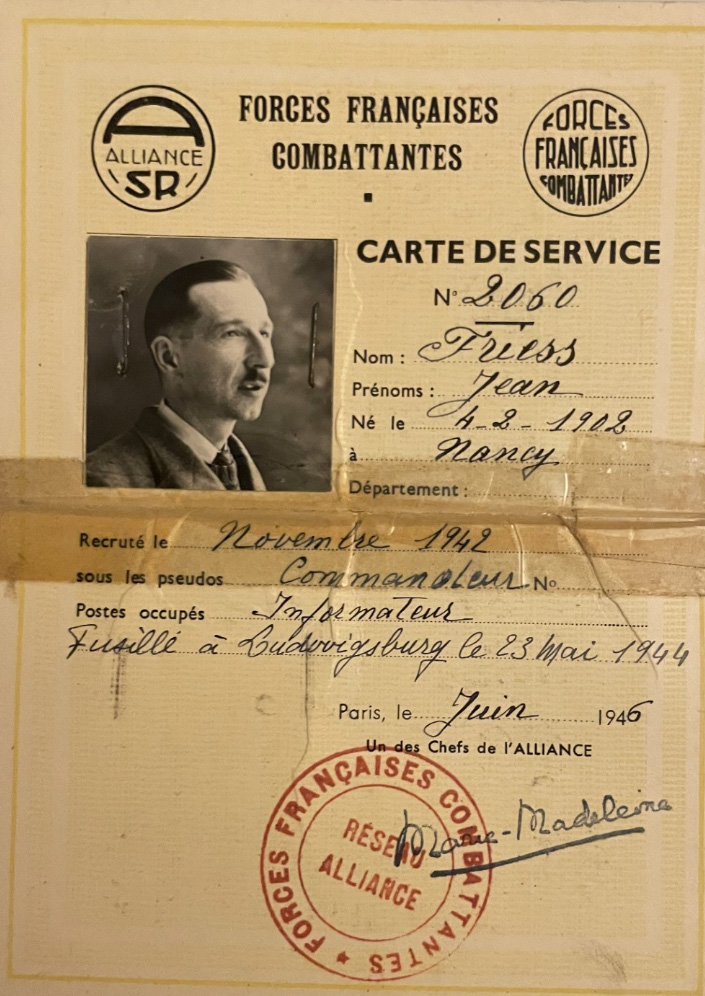 ALLIANCE
SR
FORCES FRANÇAISES
COMBATTANTES
FORCES
FRANÇAISES
COMBATTANTES
CARTE DE SERVICE
N° 2060
Nom : Friess
Prénoms : Jean
Né le 4-2-1902
à Nancy
Département :
Recruté le Novembre 1942
sous les pseudos Commandeur N°
Postes occupés Informateur
Fusillé à Ludwigsburg le 23 Mai 1944
Paris, le Juin 1946
Un des Chefs de l'ALLIANCE
Marie-Madeleine
FORCES FRANÇAISES COMBATTANTES ★
RÉSEAU
ALLIANCE